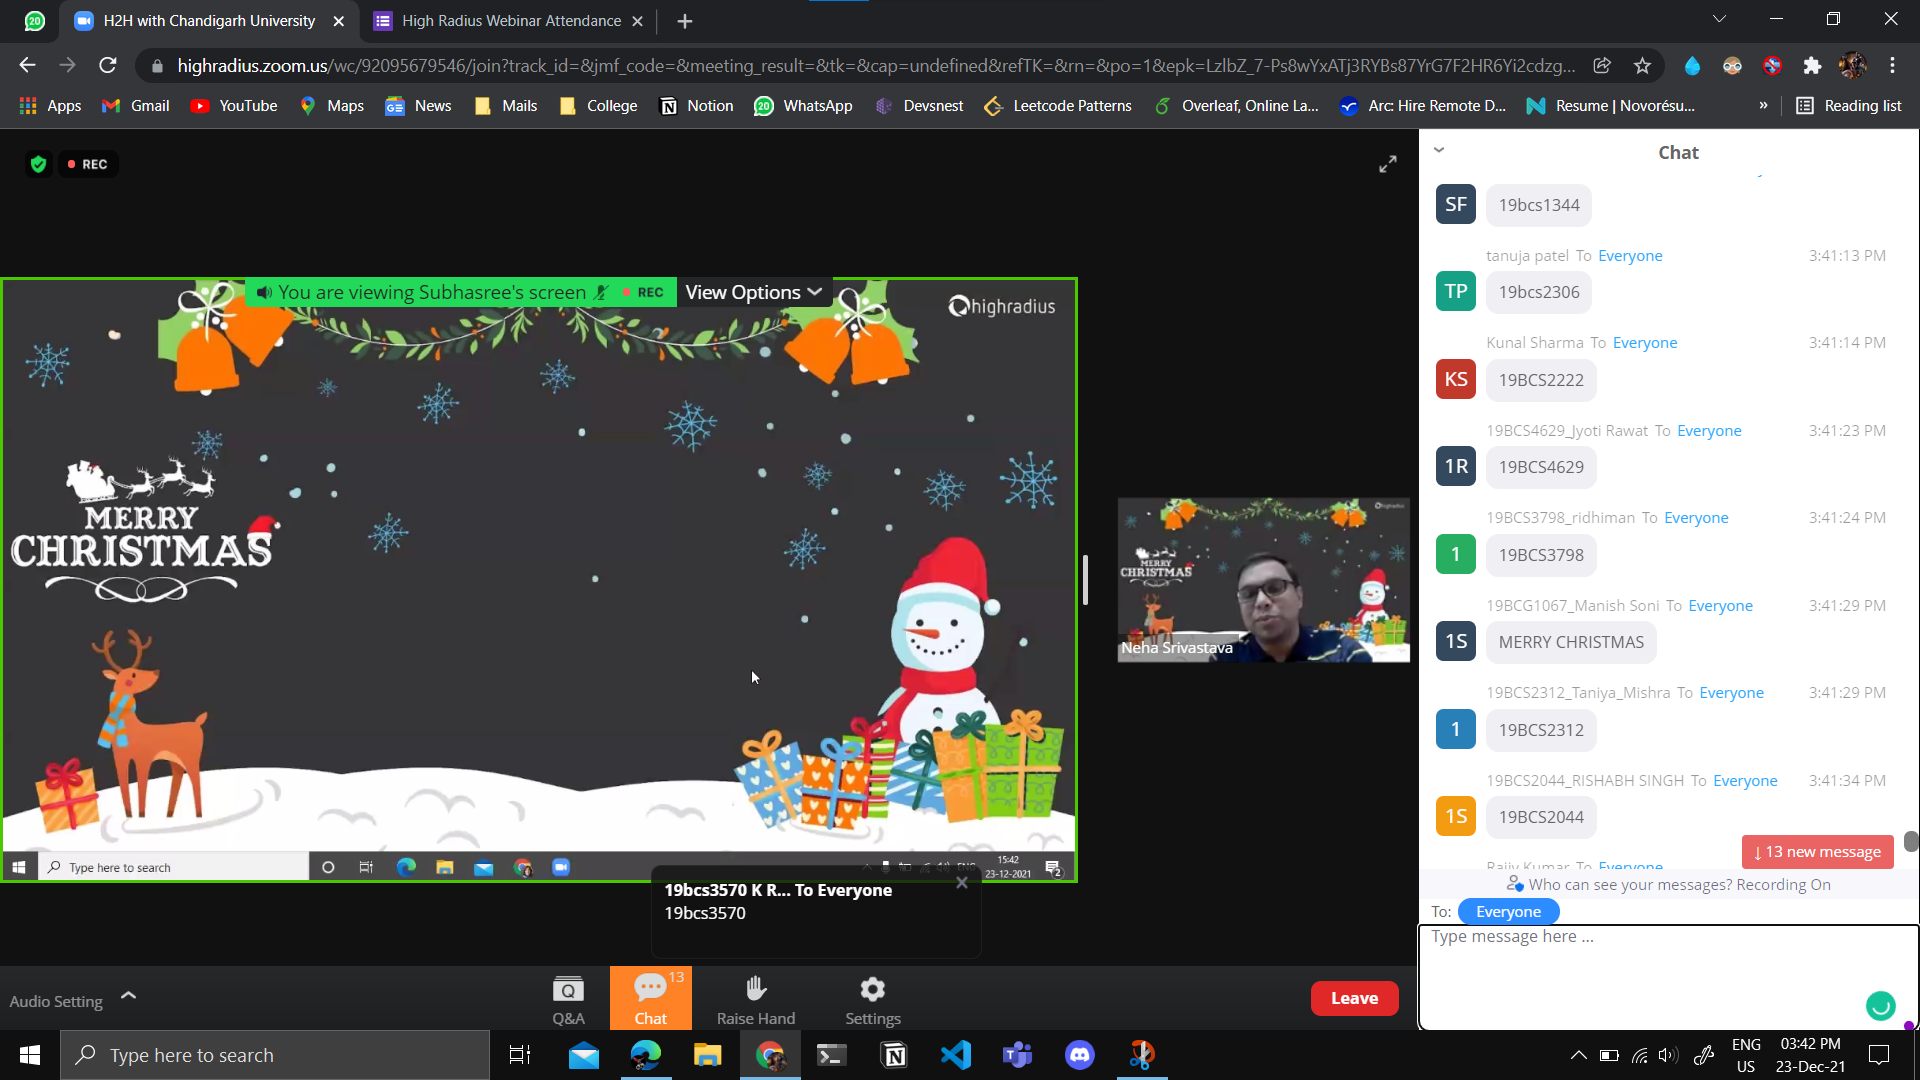 H2H with Chandigarh University
High Radius Webinar Attendance
highradius.zoom.us/wc/92095679546/join?track_id=&jmf_code=&meeting_result=&tk=&cap=undefined&refTK=&rn=&po=1&epk=LzlbZ_7-Ps8wYxATj3RYBs87YrG7F2HR6Yi2cdzg...
Apps
Gmail
YouTube
Maps
News
Mails
College
Notion
WhatsApp
Devsnest
Leetcode Patterns
Overleaf, Online La...
Arc: Hire Remote D...
Resume | Novorésu...
»
Reading list
REC
You are viewing Subhasree's screen REC
View Options
highradius
MERRY
CHRISTMAS
Type here to search
ENG
15:42
23-12-2021
2
MERRY
CHRISTMAS
Neha Srivastava
19bcs3570 K R... To Everyone
19bcs3570
Audio Setting
Q&A
13
Chat
Raise Hand
Settings
Leave
Chat
SF
19bcs1344
tanuja patel To Everyone 3:41:13 PM
TP
19bcs2306
Kunal Sharma To Everyone 3:41:14 PM
KS
19BCS2222
19BCS4629_Jyoti Rawat To Everyone 3:41:23 PM
1R
19BCS4629
19BCS3798_ridhiman To Everyone 3:41:24 PM
1
19BCS3798
19BCG1067_Manish Soni To Everyone 3:41:29 PM
1S
MERRY CHRISTMAS
19BCS2312_Taniya_Mishra To Everyone 3:41:29 PM
1
19BCS2312
19BCS2044_RISHABH SINGH To Everyone 3:41:34 PM
1S
19BCS2044
Rajiv Kumar To Everyone
↓ 13 new message
Who can see your messages? Recording On
To: Everyone
Type message here ...
Type here to search
ENG
US
03:42 PM
23-Dec-21